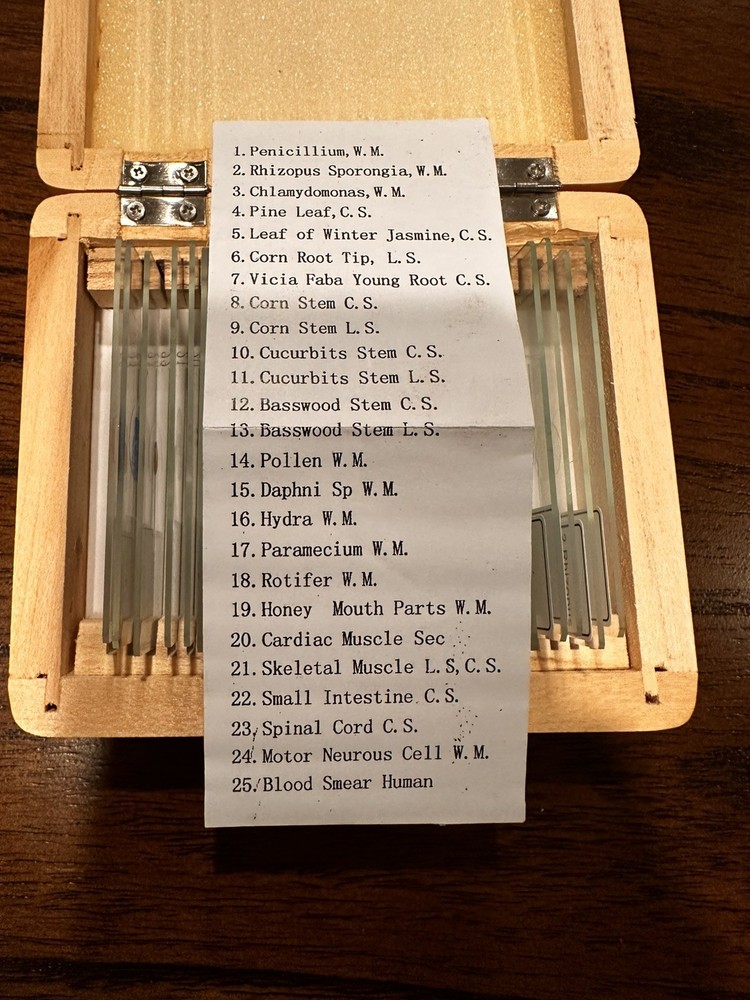 1. Penicillium, W.M.
2. Rhizopus Sporongia, W.M.
3. Chlamydomonas, W.M.
4. Pine Leaf, C.S.
5. Leaf of Winter Jasmine, C.S.
6. Corn Root Tip, L.S.
7. Vicia Faba Young Root C.S.
8. Corn Stem C.S.
9. Corn Stem L.S.
10. Cucurbits Stem C.S.
11. Cucurbits Stem L.S.
12. Basswood Stem C.S.
13. Basswood Stem L.S.
14. Pollen W.M.
15. Daphni Sp W.M.
16. Hydra W.M.
17. Paramecium W.M.
18. Rotifer W.M.
19. Honey Mouth Parts W.M.
20. Cardiac Muscle Sec
21. Skeletal Muscle L.S, C.S.
22. Small Intestine C.S.
23. Spinal Cord C.S.
24. Motor Neurous Cell W.M.
25. Blood Smear Human